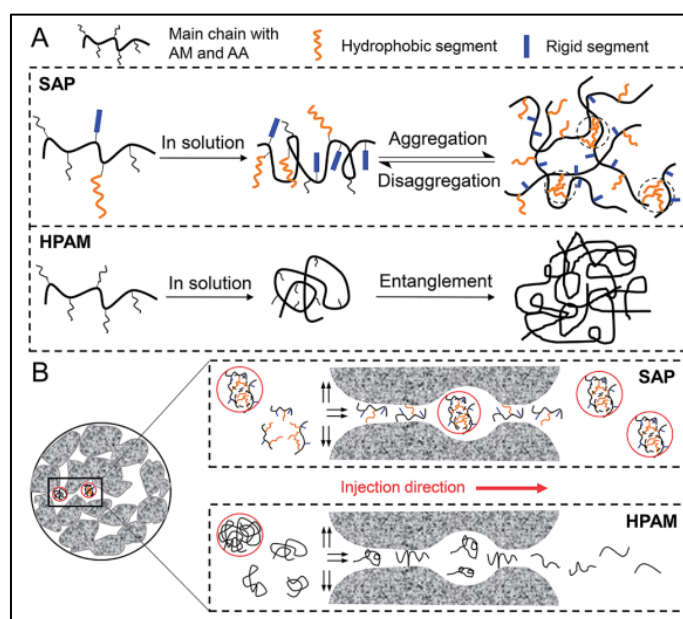 A
Main chain with
AM and AA
Hydrophobic segment
Rigid segment
SAP
In solution
Aggregation
Disaggregation
HPAM
In solution
Entanglement
B
SAP
Injection direction
HPAM